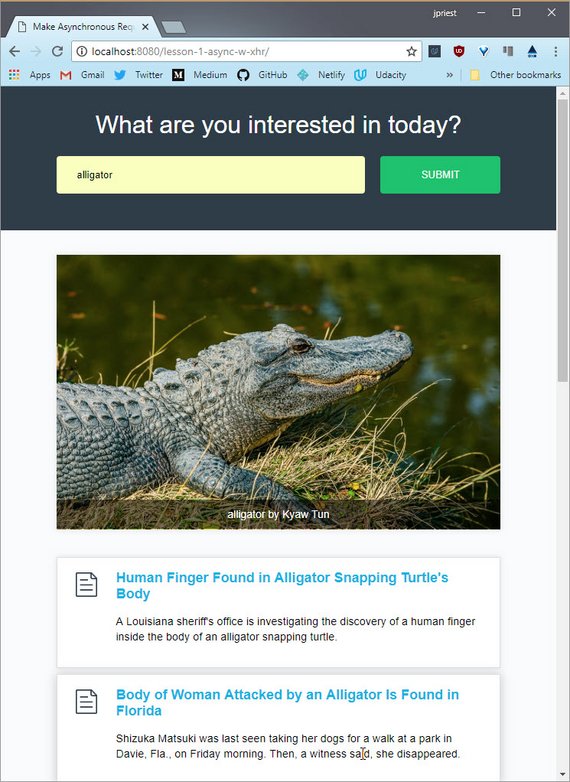 jpriest
Make Asynchronous Req
localhost:8080/lesson-1-async-w-xhr/
Apps Gmail Twitter Medium GitHub Netlify Udacity » Other bookmarks
What are you interested in today?
alligator SUBMIT
alligator by Kyaw Tun
Human Finger Found in Alligator Snapping Turtle's
Body
A Louisiana sheriff's office is investigating the discovery of a human finger
inside the body of an alligator snapping turtle.
Body of Woman Attacked by an Alligator Is Found in
Florida
Shizuka Matsuki was last seen taking her dogs for a walk at a park in
Davie, Fla., on Friday morning. Then, a witness said, she disappeared.